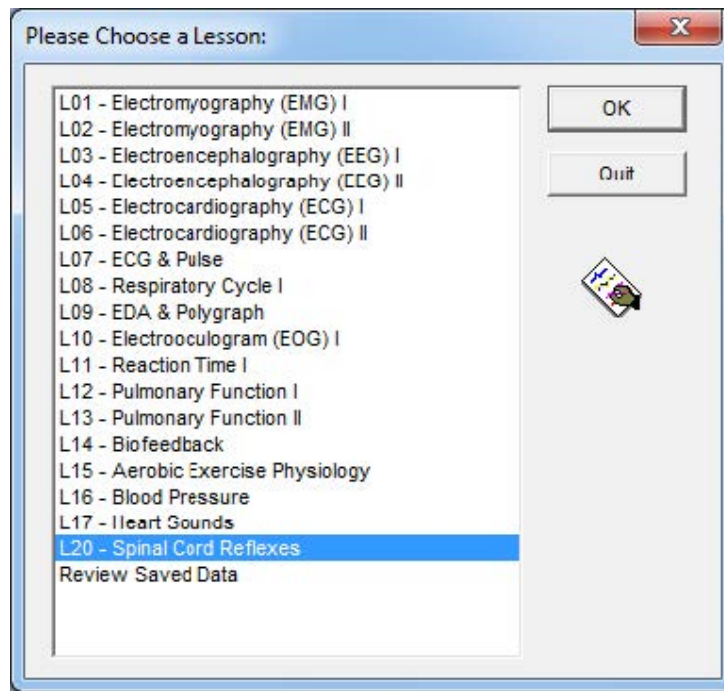 Please Choose a Lesson:
L01 - Electromyography (EMG) I
L02 - Electromyography (EMG) II
L03 - Electroencephalography (EEG) I
L04 - Electroencephalography (EEG) II
L05 - Electrocardiography (ECG) I
L06 - Electrocardiography (ECG) II
L07 - ECG & Pulse
L08 - Respiratory Cycle I
L09 - EDA & Polygraph
L10 - Electrooculogram (EOG) I
L11 - Reaction Time I
L12 - Pulmonary Function I
L13 - Pulmonary Function II
L14 - Biofeedback
L15 - Aerobic Exercise Physiology
L16 - Blood Pressure
L17 - Heart Sounds
L20 - Spinal Cord Reflexes
Review Saved Data
OK
Quit